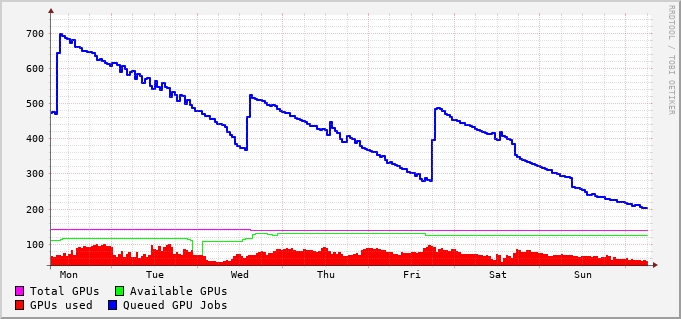 RRDTOOL / TOBI OETIKER
700
600
500
400
300
200
100
Mon Tue Wed Thu Fri Sat Sun
Total GPUs Available GPUs
GPUs used Queued GPU Jobs